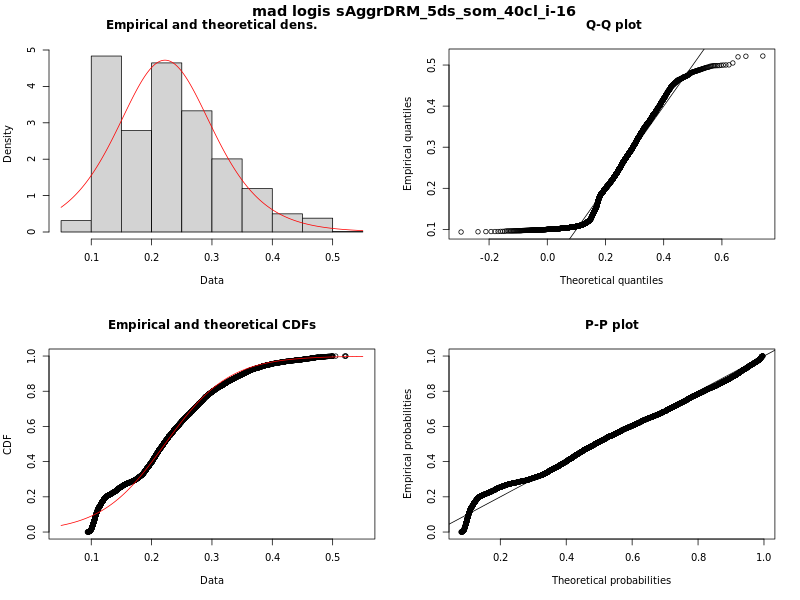 mad logis sAggrDRM_5ds_som_40cl_i-16
Empirical and theoretical dens.
Density
0 1 2 3 4 5
0.1 0.2 0.3 0.4 0.5
Data
Q-Q plot
Empirical quantiles
0.1 0.2 0.3 0.4 0.5
-0.2 0.0 0.2 0.4 0.6
Theoretical quantiles
Empirical and theoretical CDFs
CDF
0.0 0.2 0.4 0.6 0.8 1.0
0.1 0.2 0.3 0.4 0.5
Data
P-P plot
Empirical probabilities
0.0 0.2 0.4 0.6 0.8 1.0
0.2 0.4 0.6 0.8 1.0
Theoretical probabilities